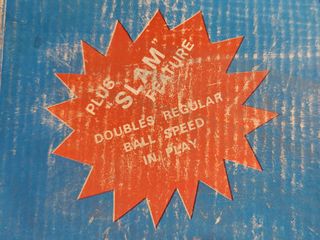 PLUS
"SLAM"
FEATURE
DOUBLES REGULAR
BALL SPEED
IN PLAY